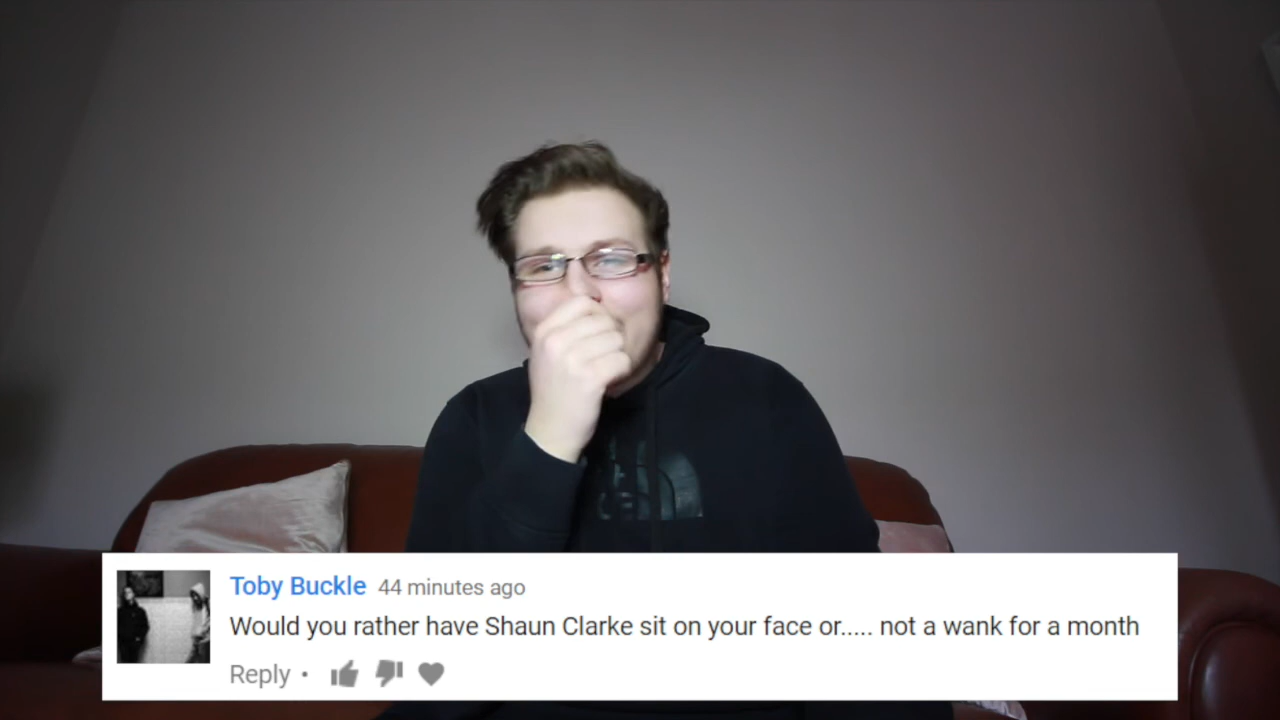 Toby Buckle 44 minutes ago
Would you rather have Shaun Clarke sit on your face or..... not a wank for a month
Reply •